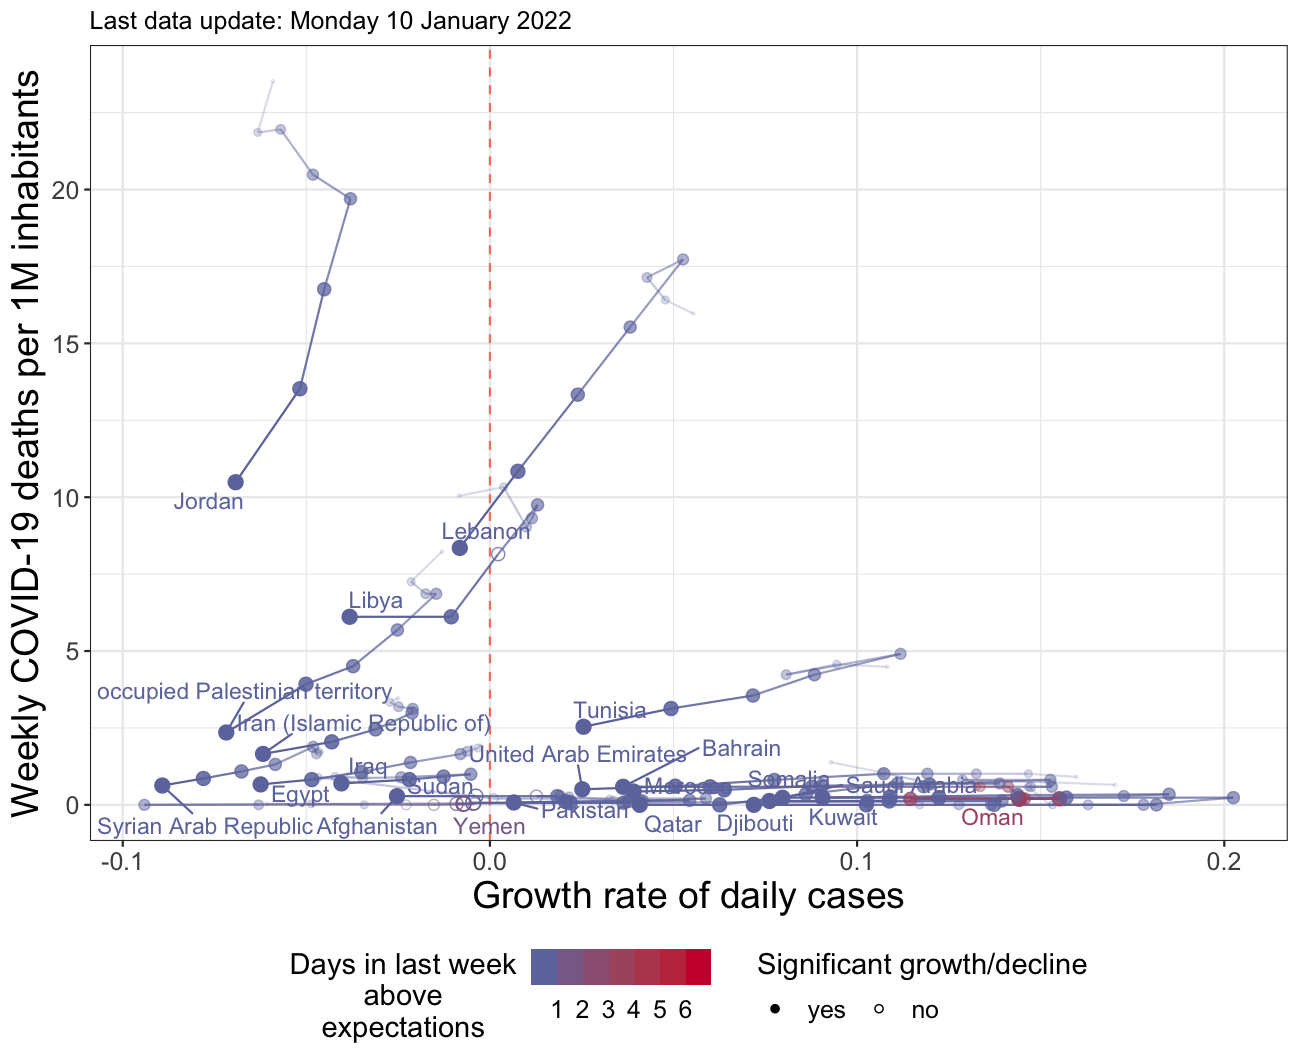 Last data update: Monday 10 January 2022
Weekly COVID-19 deaths per 1M inhabitants
20
15
10
5
0
Jordan
Lebanon
Libya
occupied Palestinian territory
Tunisia
Iran (Islamic Republic of)
United Arab Emirates
Bahrain
Iraq
Sudan
Morocco
Somalia
Saudi Arabia
Egypt
Pakistan
Syrian Arab Republic
Afghanistan
Yemen
Qatar
Djibouti
Kuwait
Oman
-0.1
0.0
0.1
0.2
Growth rate of daily cases
Days in last week
above
expectations
1 2 3 4 5 6
Significant growth/decline
yes
no